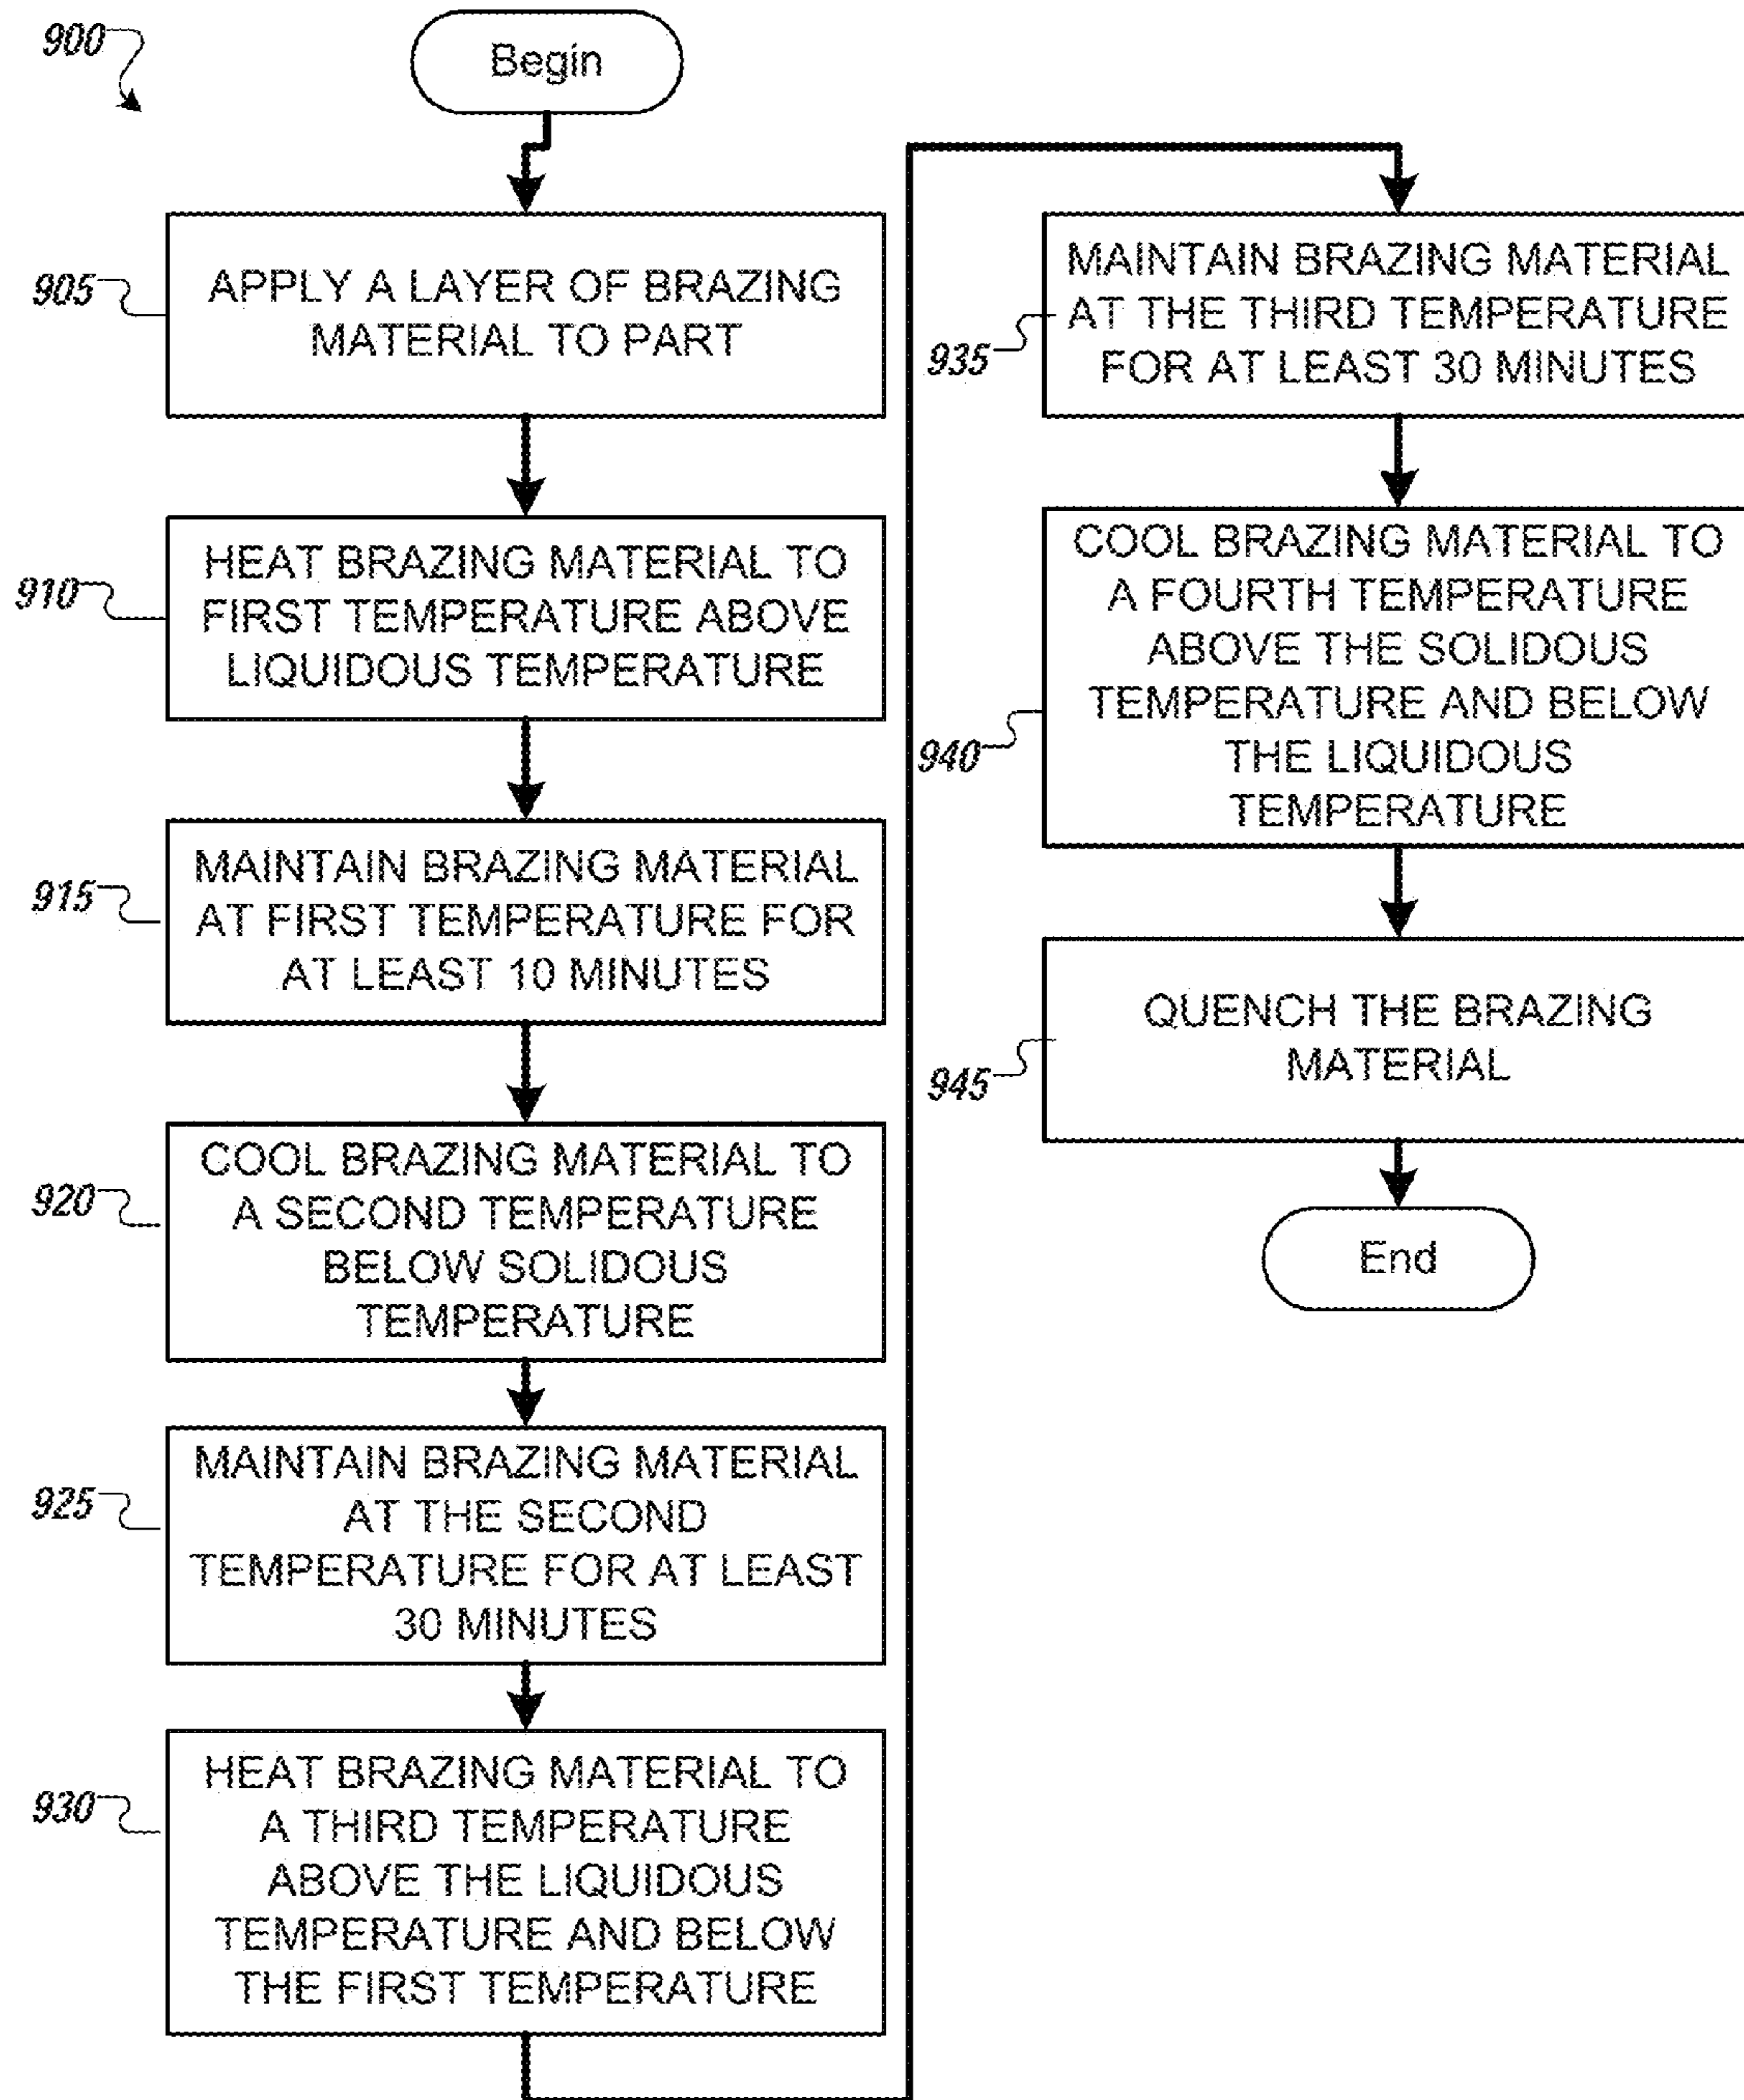 900
Begin
905
APPLY A LAYER OF BRAZING
MATERIAL TO PART
910
HEAT BRAZING MATERIAL TO
FIRST TEMPERATURE ABOVE
LIQUIDOUS TEMPERATURE
915
MAINTAIN BRAZING MATERIAL
AT FIRST TEMPERATURE FOR
AT LEAST 10 MINUTES
920
COOL BRAZING MATERIAL TO
A SECOND TEMPERATURE
BELOW SOLIDOUS
TEMPERATURE
925
MAINTAIN BRAZING MATERIAL
AT THE SECOND
TEMPERATURE FOR AT LEAST
30 MINUTES
930
HEAT BRAZING MATERIAL TO
A THIRD TEMPERATURE
ABOVE THE LIQUIDOUS
TEMPERATURE AND BELOW
THE FIRST TEMPERATURE
935
MAINTAIN BRAZING MATERIAL
AT THE THIRD TEMPERATURE
FOR AT LEAST 30 MINUTES
940
COOL BRAZING MATERIAL TO
A FOURTH TEMPERATURE
ABOVE THE SOLIDOUS
TEMPERATURE AND BELOW
THE LIQUIDOUS
TEMPERATURE
945
QUENCH THE BRAZING
MATERIAL
End